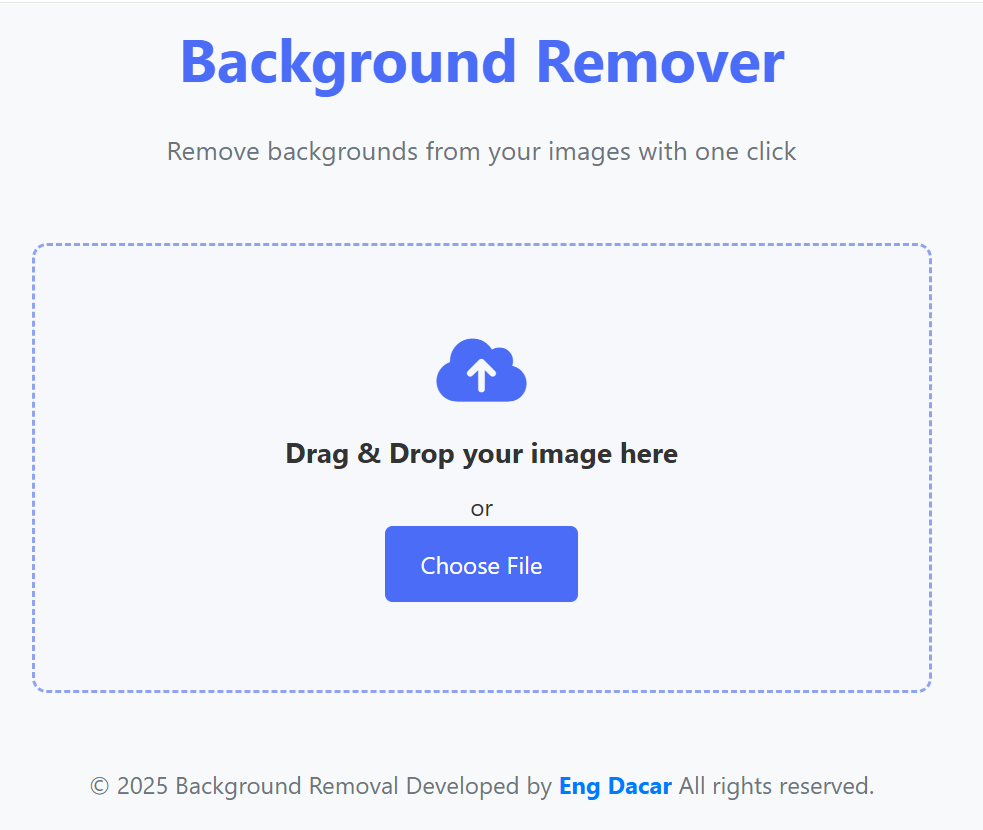 Background Remover
Remove backgrounds from your images with one click
Drag & Drop your image here
or
Choose File
© 2025 Background Removal Developed by Eng Dacar All rights reserved.